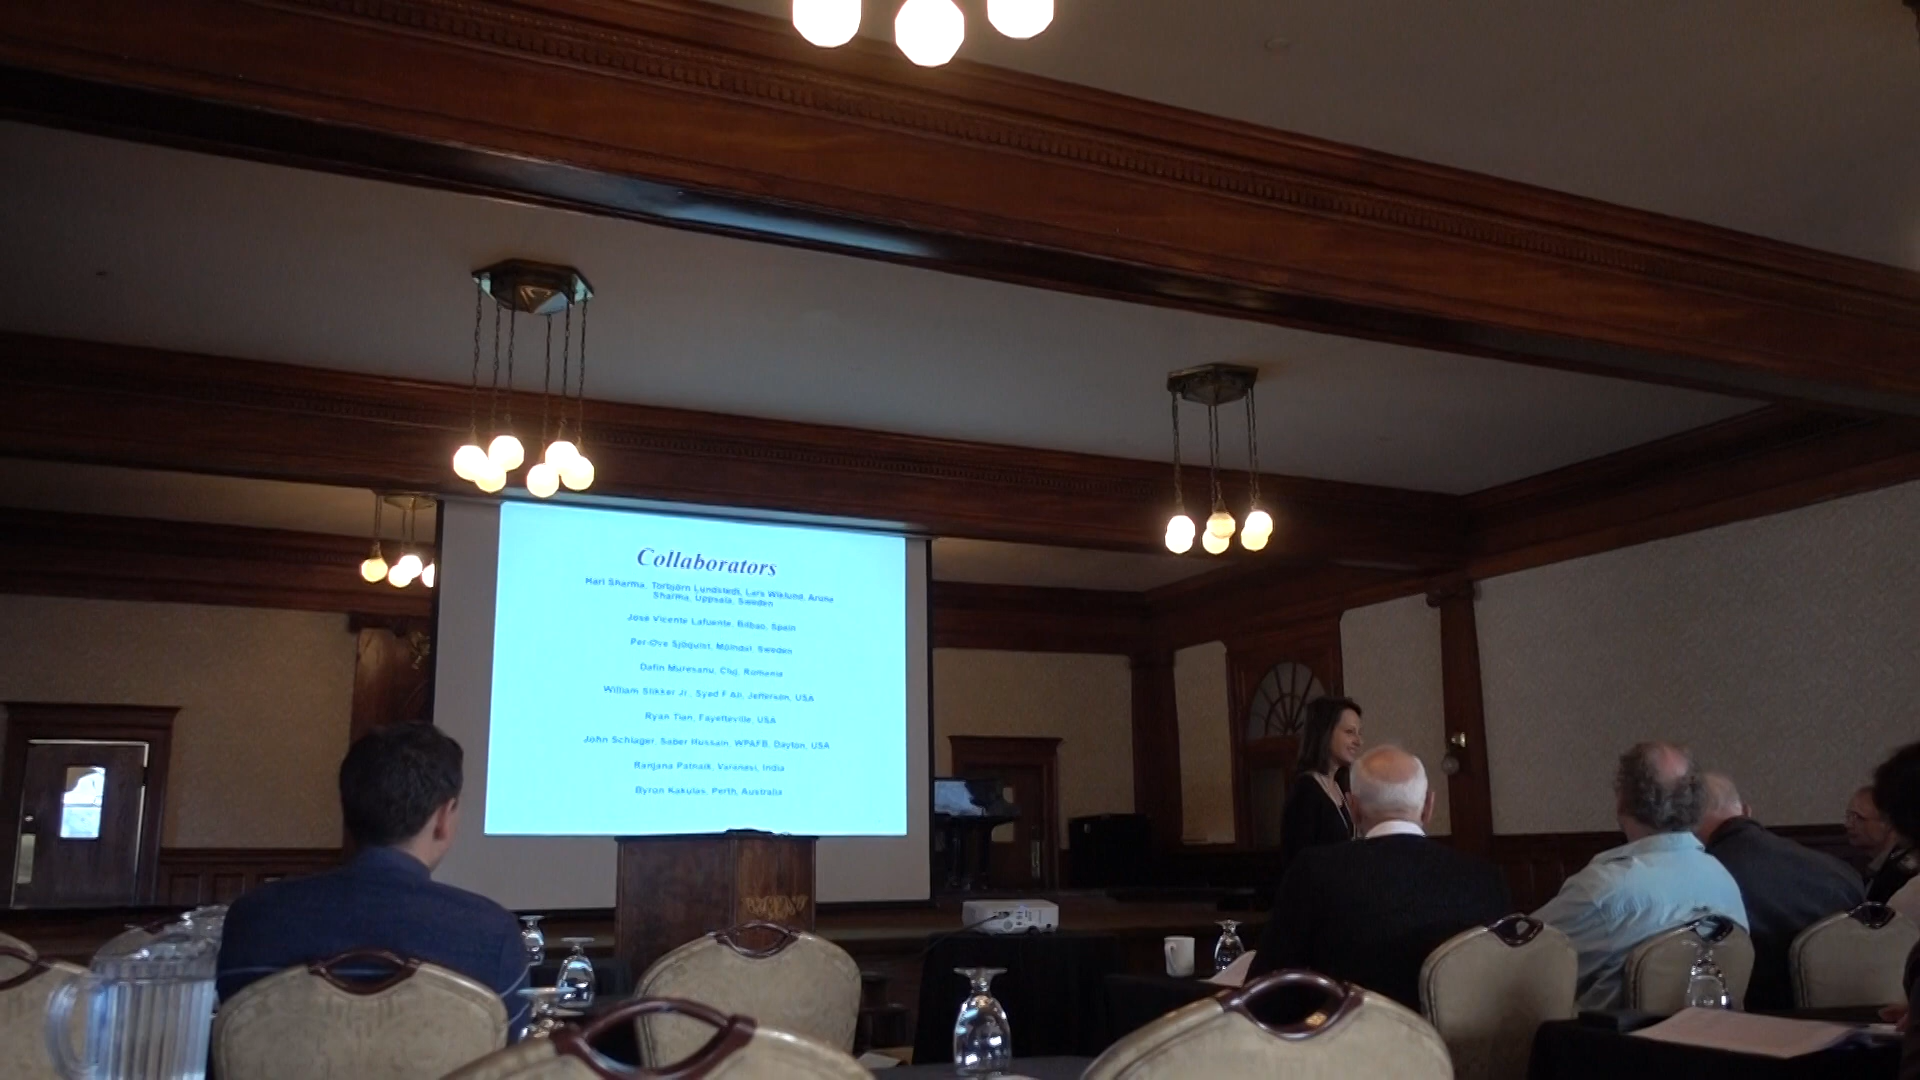 Collaborators
Hari Sharma, Torbjörn Lundstedt, Lars Wiklund, Aruna
Sharma, Uppsala, Sweden
José Vicente Lafuente, Bilbao, Spain
Per-Ove Sjöquist, Mölndal, Sweden
Dafin Muresanu, Cluj, Romania
William Slikker Jr., Syed F Ali, Jefferson, USA
Ryan Tian, Fayetteville, USA
John Schlager, Saber Hussain, WPAFB, Dayton, USA
Ranjana Patnaik, Varanasi, India
Byron Kakulas, Perth, Australia